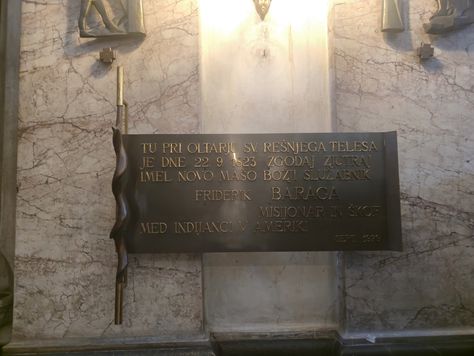 TU PRI OLTARJU SV. REŠNJEGA TELESA
JE DNE 22. 9. 1823 ZGODAJ ZJUTRAJ
IMEL NOVO MAŠO BOŽJI SLUŽABNIK
FRIDERIK BARAGA
MISIJONAR IN ŠKOF
MED INDIJANCI V AMERIKI
SEPT.